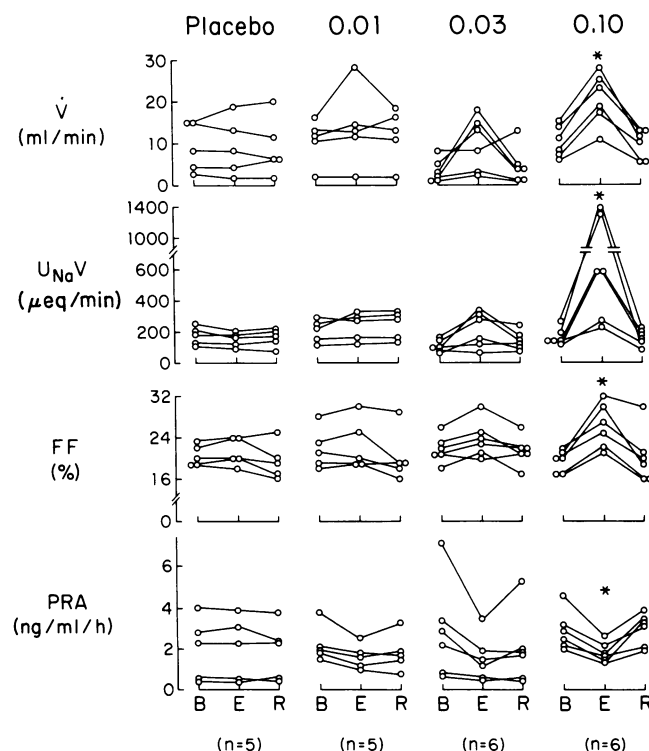 Placebo 0.01 0.03 0.10
V̇
(ml/min)
30
20
10
0
*
UNaV
(μeq/min)
1400
1000
600
400
200
0
*
FF
(%)
32
24
16
0
*
PRA
(ng/ml/h)
6
4
2
0
*
B E R B E R B E R B E R
(n=5) (n=5) (n=6) (n=6)